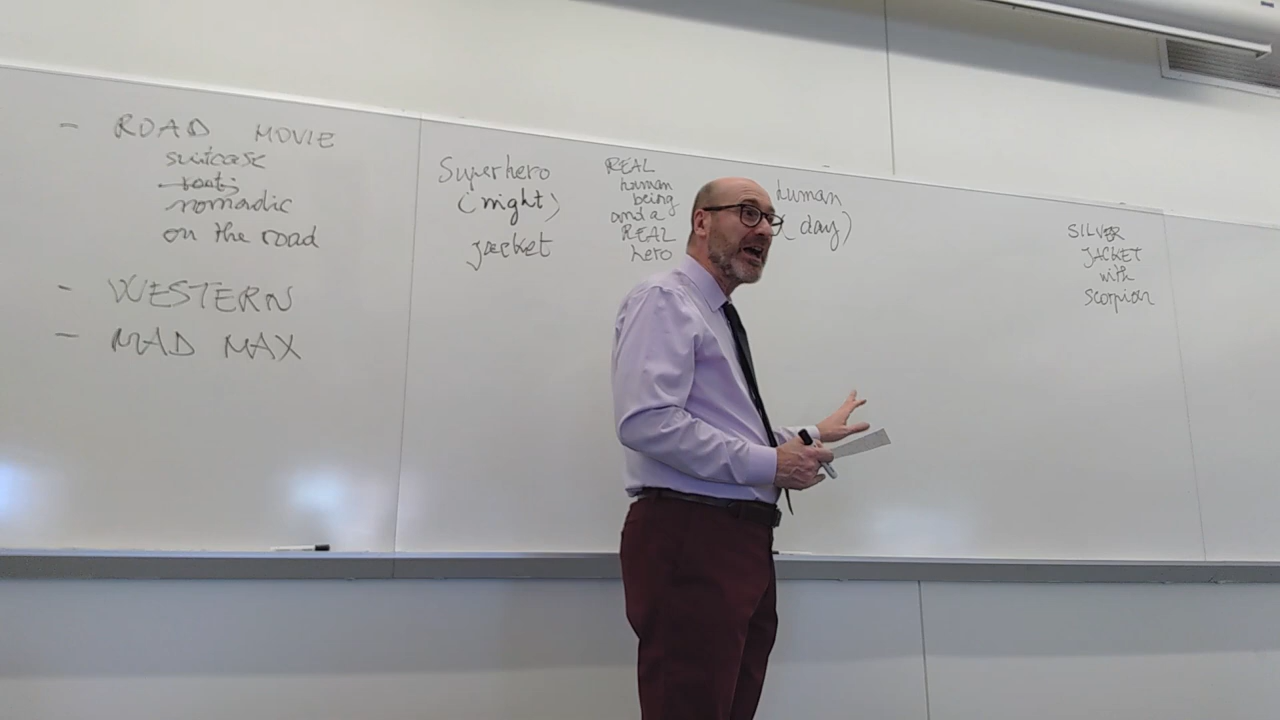 - ROAD MOVIE
suitcase
roots
nomadic
on the road
- WESTERN
- MAD MAX
Superhero
(night)
jacket
REAL
human
being
and a
REAL
hero
human
(day)
SILVER
JACKET
with
scorpion